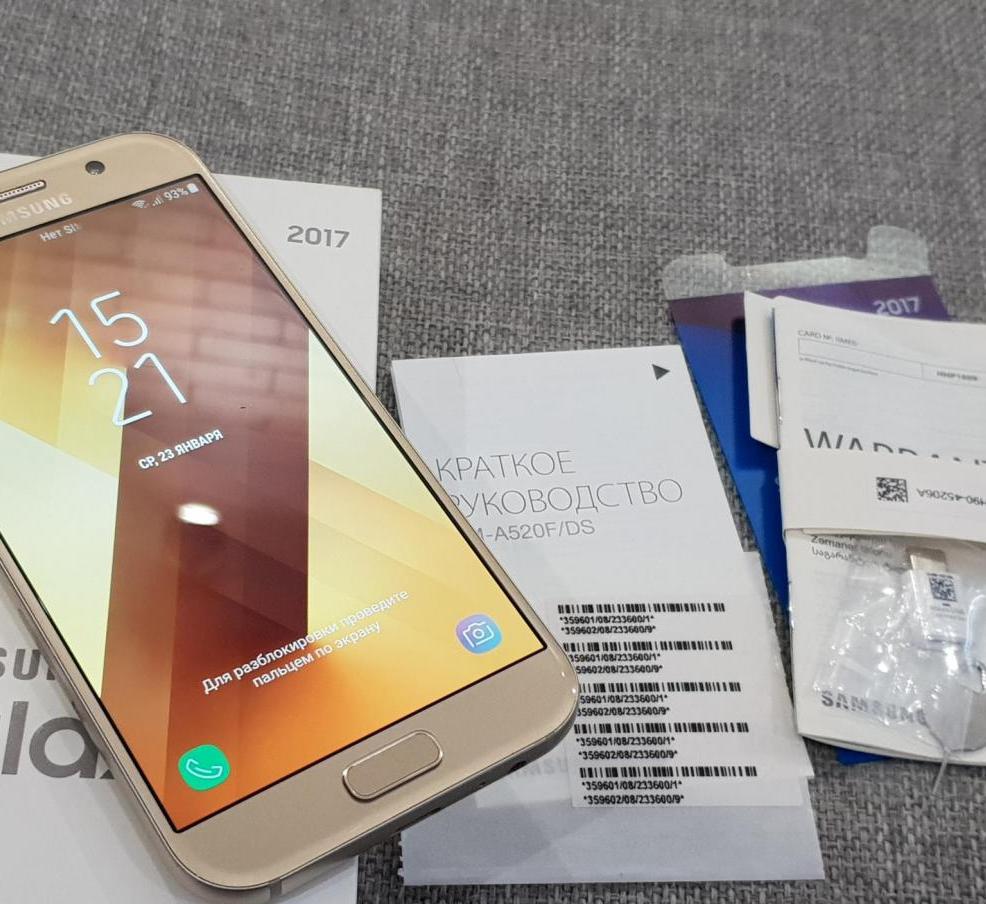 2017
93%
Нет
15
21
СР, 23 ЯНВАРЯ
Для разблокировки проведите
пальцем по экрану
КРАТКОЕ
РУКОВОДСТВО
-A520F/DS
*359601/08/233600/1*
*359602/08/233600/9*
359601/08/233600/1*
*359602/08/233600/9*
359601/08/233600/1*
359602/08/233600/9*
*359601/08/233600/1*
*359602/08/233600/9*
*359601/08/233600/1*
*359602/08/233600/9*
2017
CARD Nr. (IMEI)
SAMSUNG